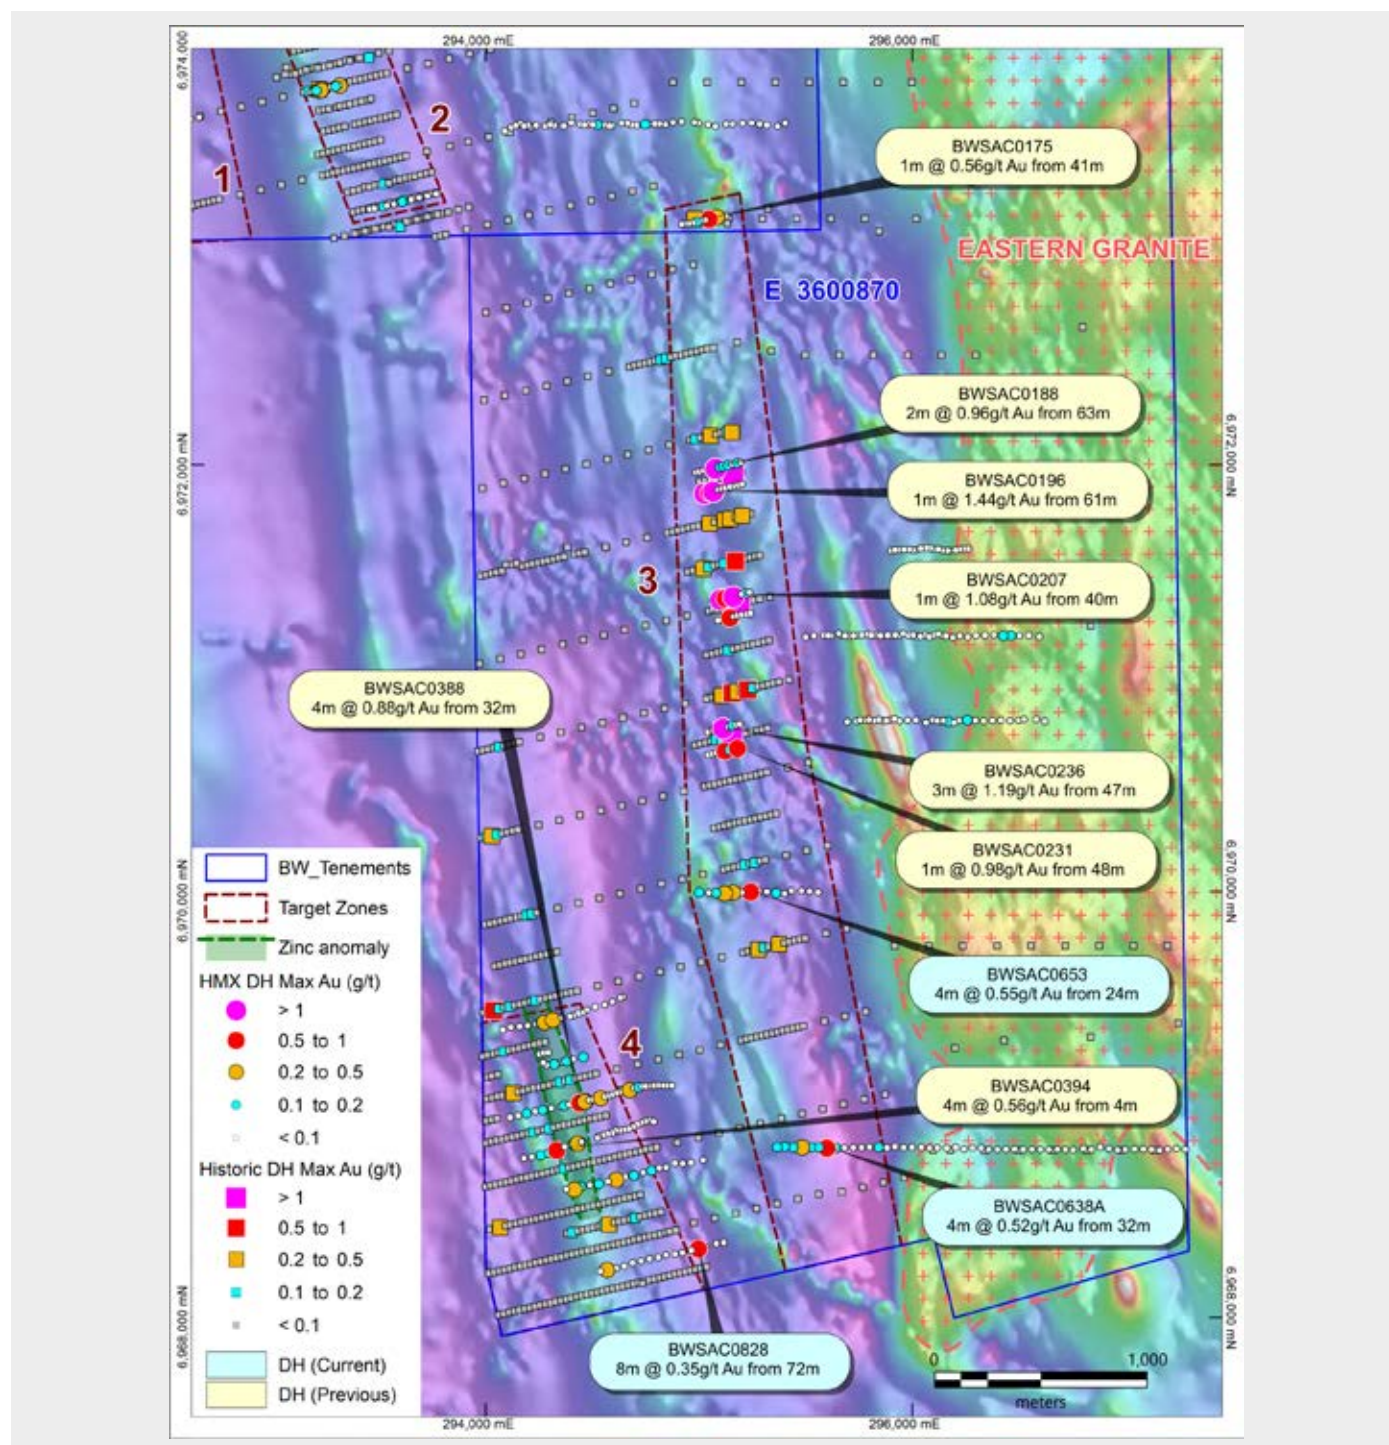 294,000 mE
296,000 mE
6,974,000
2
1
BWSAC0175
1m @ 0.56g/t Au from 41m
EASTERN GRANITE
E 3600870
BWSAC0188
2m @ 0.96g/t Au from 63m
6,972,000 mN
6,972,000 mN
BWSAC0196
1m @ 1.44g/t Au from 61m
3
BWSAC0207
1m @ 1.08g/t Au from 40m
BWSAC0388
4m @ 0.88g/t Au from 32m
BWSAC0236
3m @ 1.19g/t Au from 47m
BWSAC0231
1m @ 0.98g/t Au from 48m
6,970,000 mN
6,970,000 mN
BWSAC0653
4m @ 0.55g/t Au from 24m
4
BWSAC0394
4m @ 0.56g/t Au from 4m
BWSAC0638A
4m @ 0.52g/t Au from 32m
6,968,000 mN
6,968,000 mN
BWSAC0828
8m @ 0.35g/t Au from 72m
BW_Tenements
Target Zones
Zinc anomaly
HMX DH Max Au (g/t)
> 1
0.5 to 1
0.2 to 0.5
0.1 to 0.2
< 0.1
Historic DH Max Au (g/t)
> 1
0.5 to 1
0.2 to 0.5
0.1 to 0.2
< 0.1
DH (Current)
DH (Previous)
0 1,000
meters
294,000 mE
296,000 mE